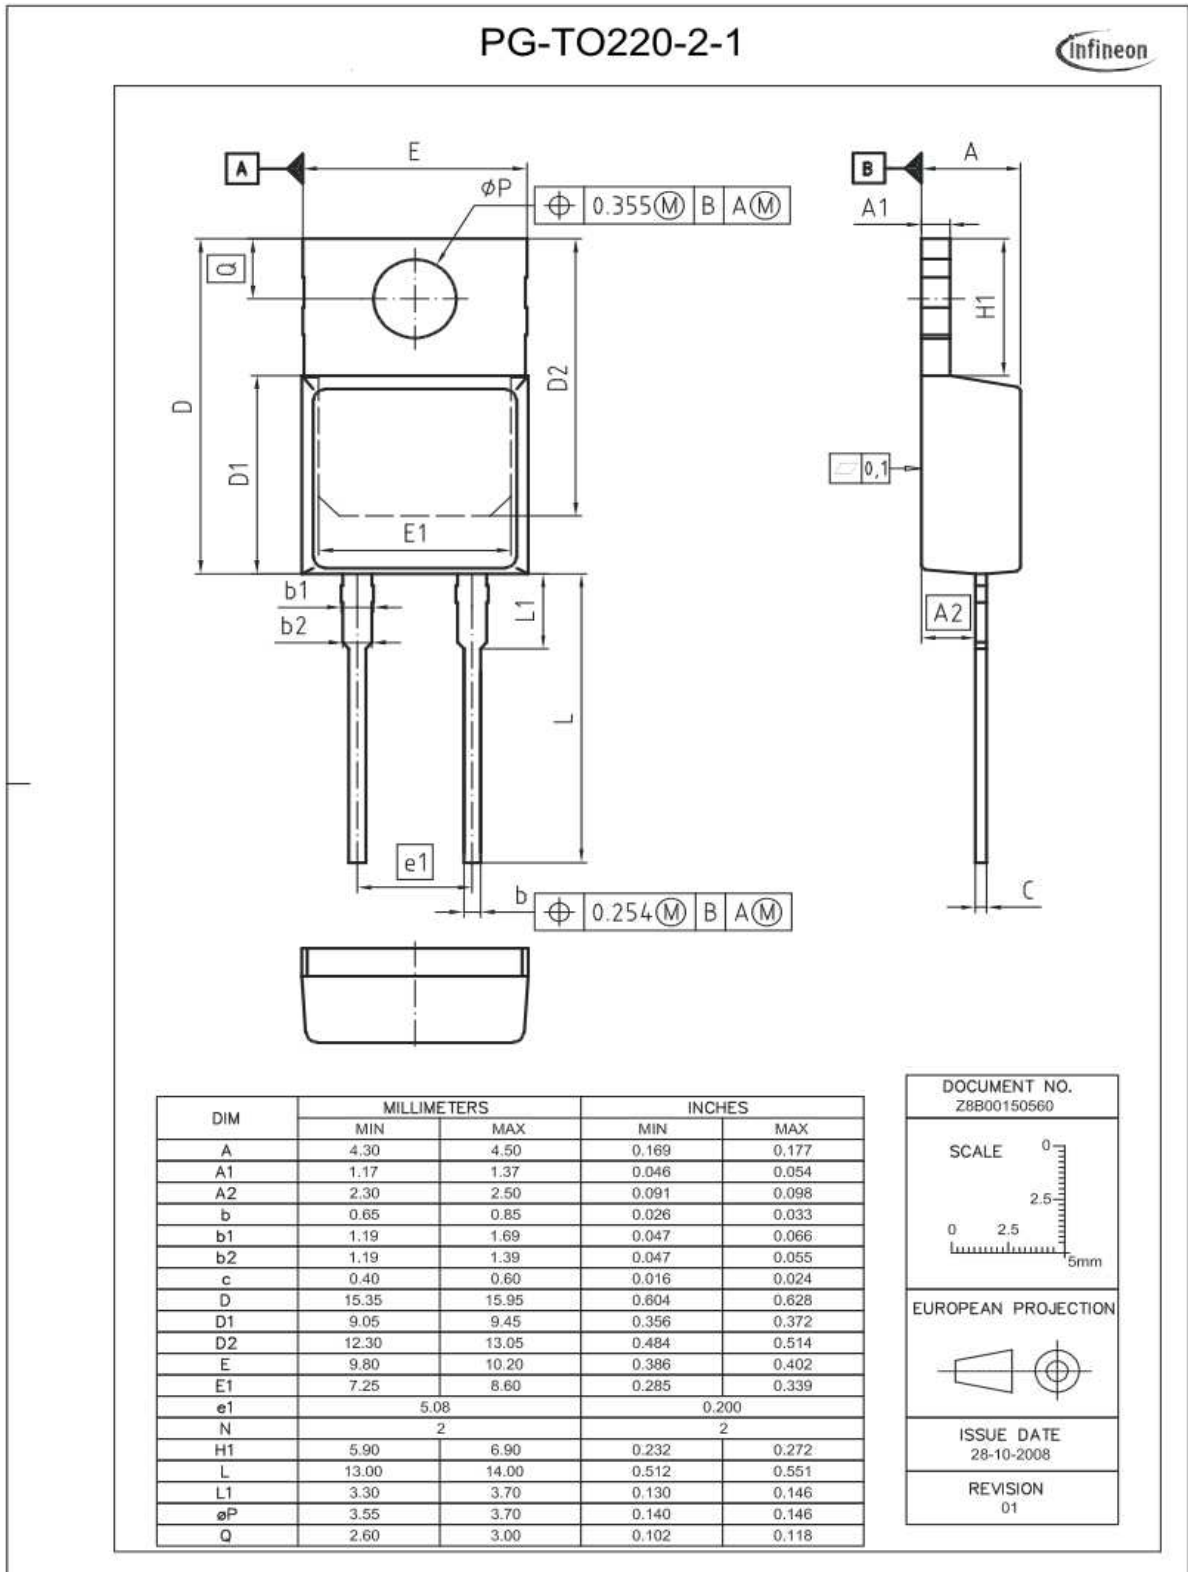 PG-TO220-2-1
infineon
A
E
øP
0.355Ⓜ B AⓂ
B
A
A1
Q
H1
D2
D
D1
0,1
E1
b1
b2
L1
A2
L
e1
b
0.254Ⓜ B AⓂ
C
DIM MILLIMETERS INCHES
MIN MAX MIN MAX
A 4.30 4.50 0.169 0.177
A1 1.17 1.37 0.046 0.054
A2 2.30 2.50 0.091 0.098
b 0.65 0.85 0.026 0.033
b1 1.19 1.69 0.047 0.066
b2 1.19 1.39 0.047 0.055
c 0.40 0.60 0.016 0.024
D 15.35 15.95 0.604 0.628
D1 9.05 9.45 0.356 0.372
D2 12.30 13.05 0.484 0.514
E 9.80 10.20 0.386 0.402
E1 7.25 8.60 0.285 0.339
e1 5.08 0.200
N 2 2
H1 5.90 6.90 0.232 0.272
L 13.00 14.00 0.512 0.551
L1 3.30 3.70 0.130 0.146
øP 3.55 3.70 0.140 0.146
Q 2.60 3.00 0.102 0.118
DOCUMENT NO.
Z8B00150560
SCALE 0
2.5
0 2.5
5mm
EUROPEAN PROJECTION
ISSUE DATE
28-10-2008
REVISION
01